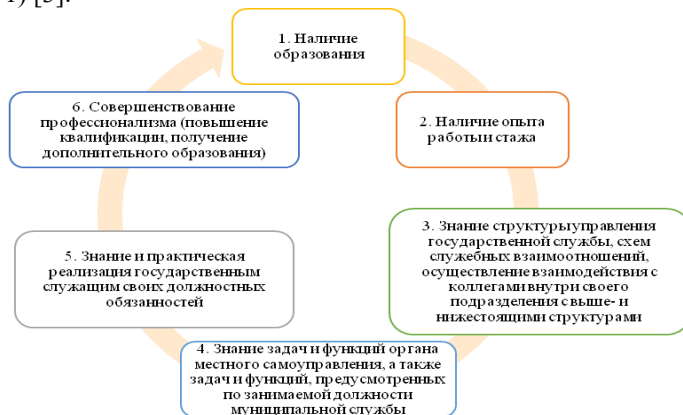 1) [5].
1. Наличие
образования
2. Наличие опыта
работы и стажа
3. Знание структуры управления
государственной службы, схем
служебных взаимоотношений,
осуществление взаимодействия с
коллегами внутри своего
подразделения с выше- и
нижестоящими структурами
4. Знание задач и функций органа
местного самоуправления, а также
задач и функций, предусмотренных
по занимаемой должности
муниципальной службы
5. Знание и практическая
реализация государственным
служащим своих должностных
обязанностей
6. Совершенствование
профессионализма (повышение
квалификации, получение
дополнительного образования)